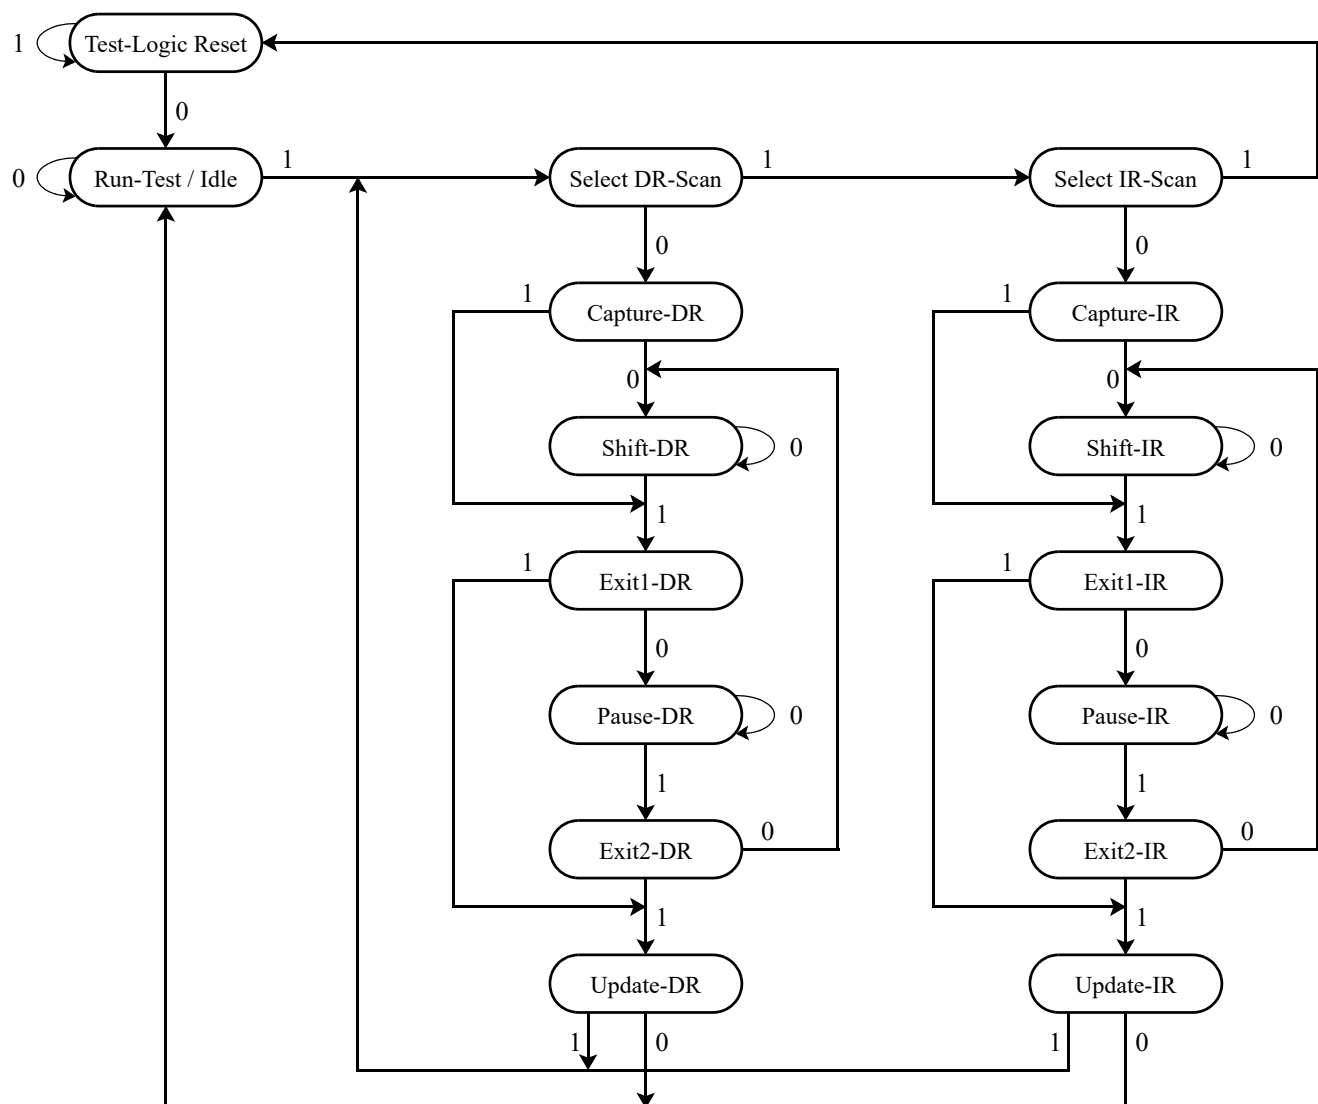 1
Test-Logic Reset
0
0
Run-Test / Idle
1
Select DR-Scan
1
Select IR-Scan
1
0
0
1
Capture-DR
1
Capture-IR
0
0
Shift-DR
0
Shift-IR
0
1
1
1
Exit1-DR
1
Exit1-IR
0
0
Pause-DR
0
Pause-IR
0
1
1
Exit2-DR
0
Exit2-IR
0
1
1
Update-DR
Update-IR
1
0
1
0